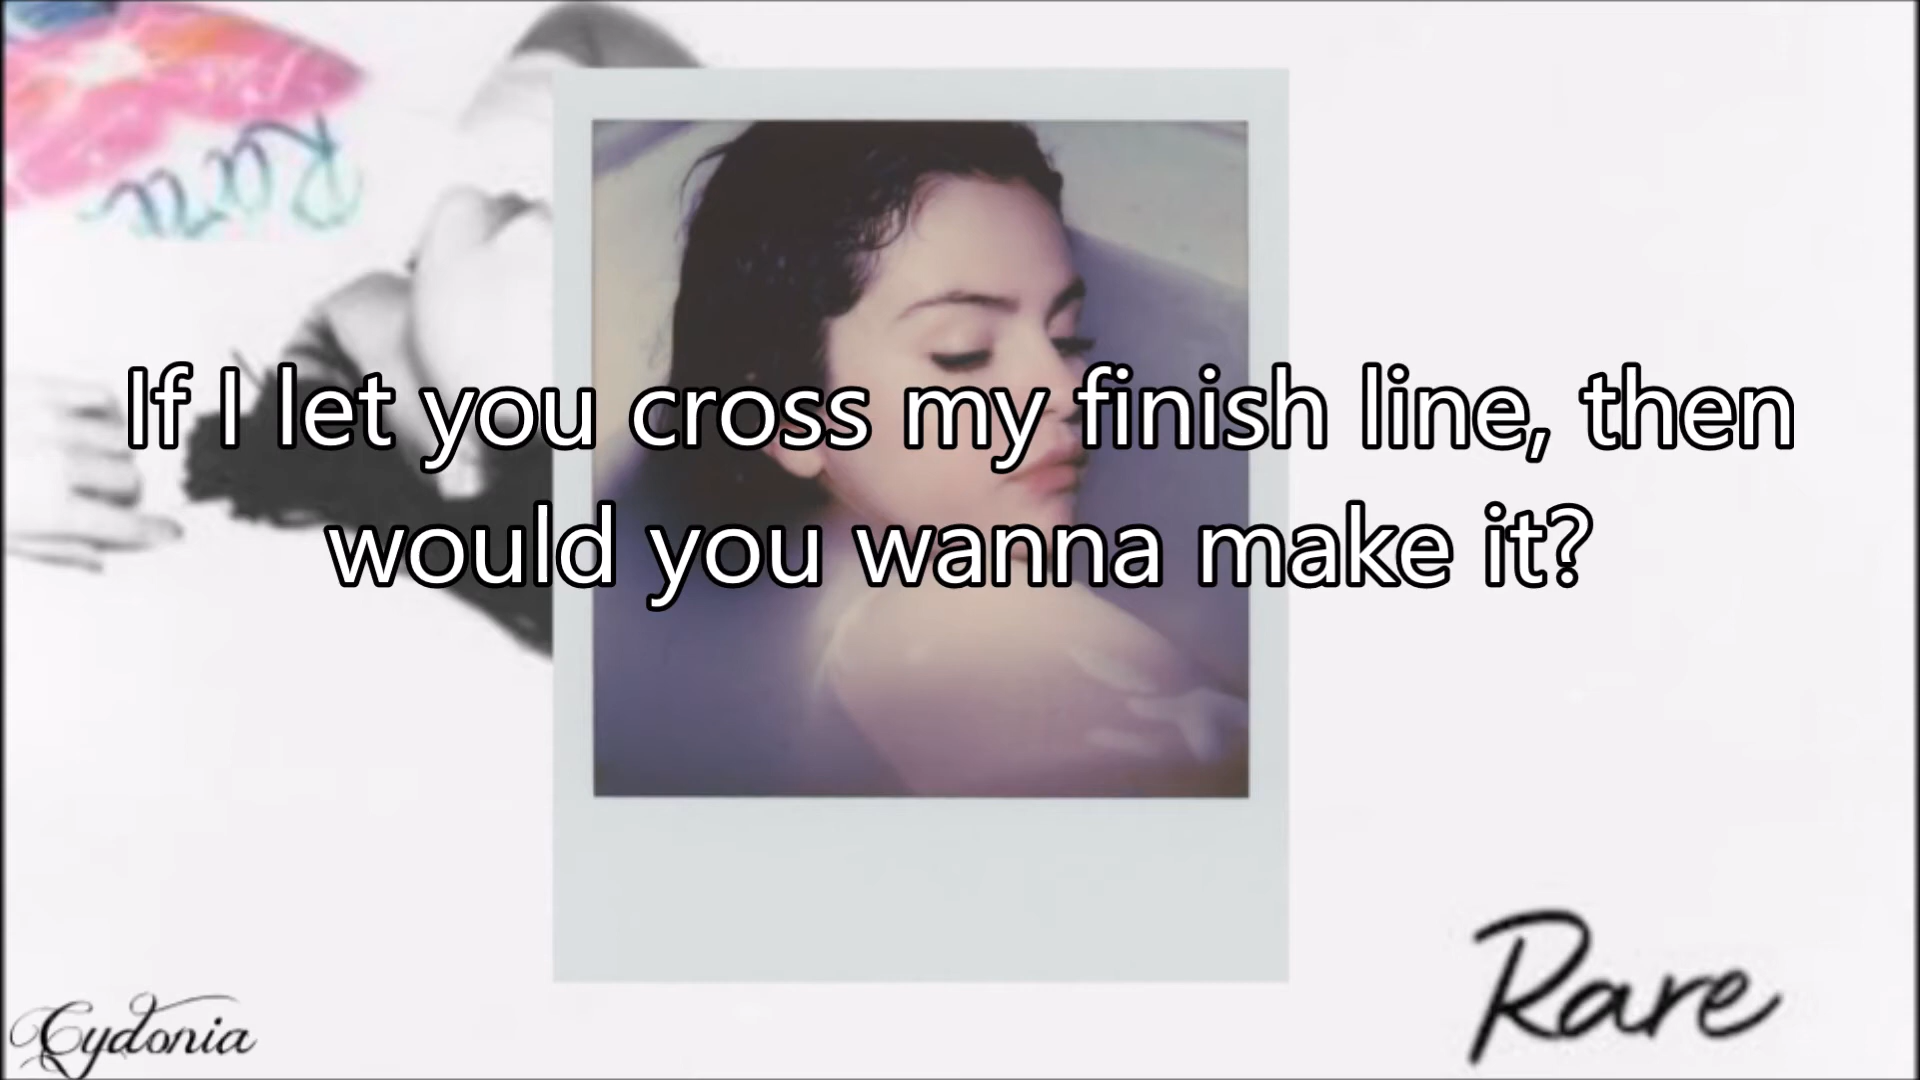 Rare
If I let you cross my finish line, then
would you wanna make it?
Rare
Cydonia